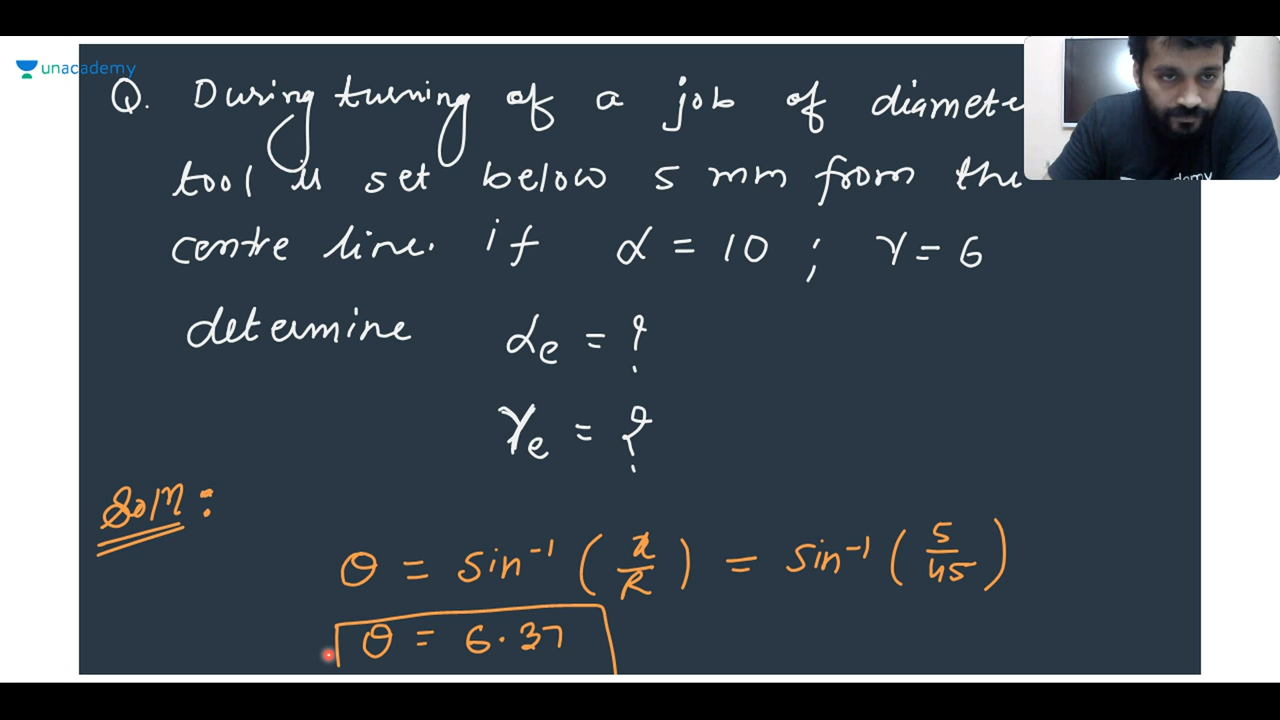 unacademy
Q. During turning of a job of diamete
tool is set below 5 mm from the
centre line. if α = 10 ; γ = 6
determine αe = ?
γe = ?
Soln :
θ = sin⁻¹ (x/R) = sin⁻¹ (5/45)
θ = 6.37